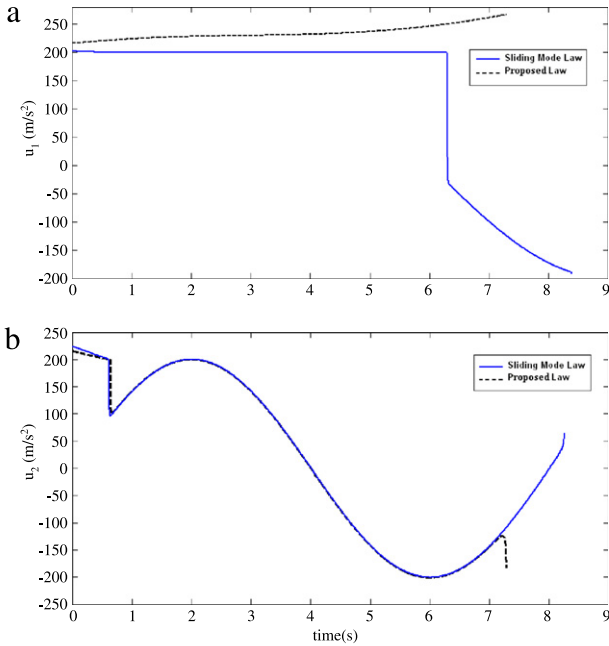 a
250
200
150
100
50
0
-50
-100
-150
-200
u1 (m/s2)
Sliding Mode Law
Proposed Law
0 1 2 3 4 5 6 7 8 9
b
250
200
150
100
50
0
-50
-100
-150
-200
-250
u2 (m/s2)
Sliding Mode Law
Proposed Law
0 1 2 3 4 5 6 7 8 9
time(s)